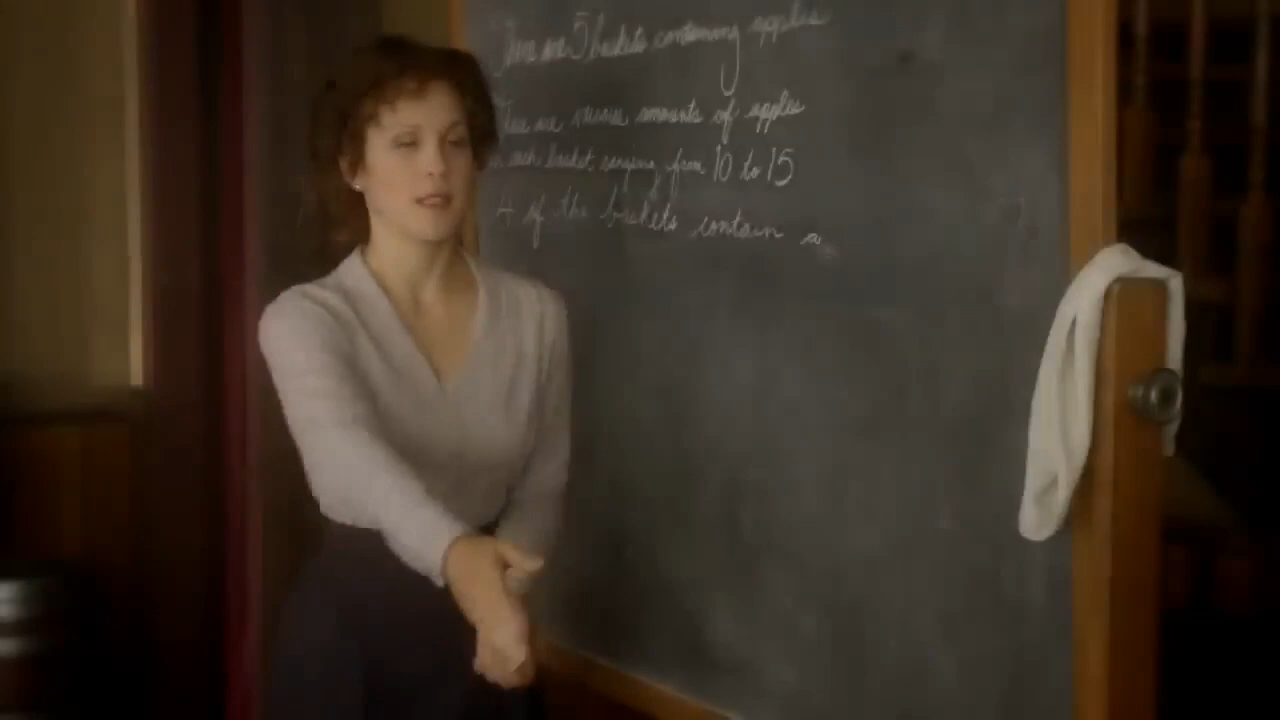 There are 5 baskets containing apples
There are various amounts of apples
in each basket ranging from 10 to 15
4 of the baskets contain a